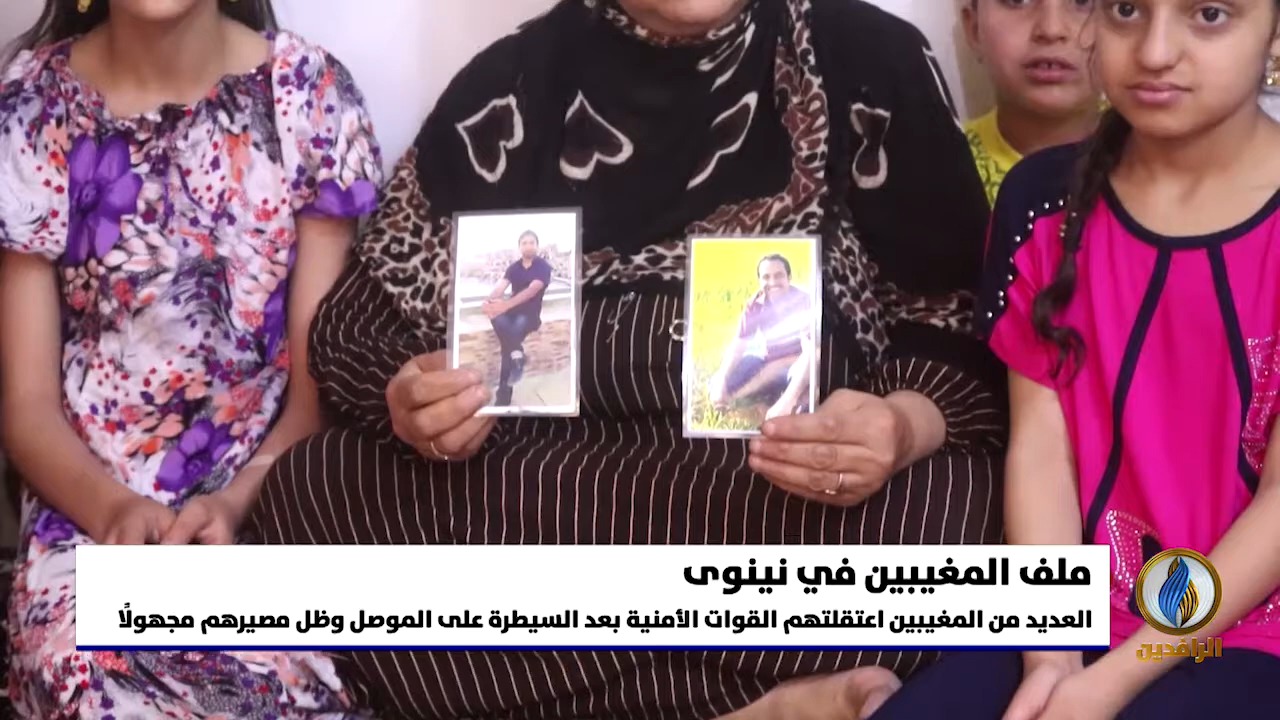 ملف المغيبين في نينوى
العديد من المغيبين اعتقلتهم القوات الأمنية بعد السيطرة على الموصل وظل مصيرهم مجهولًا
الرافدين